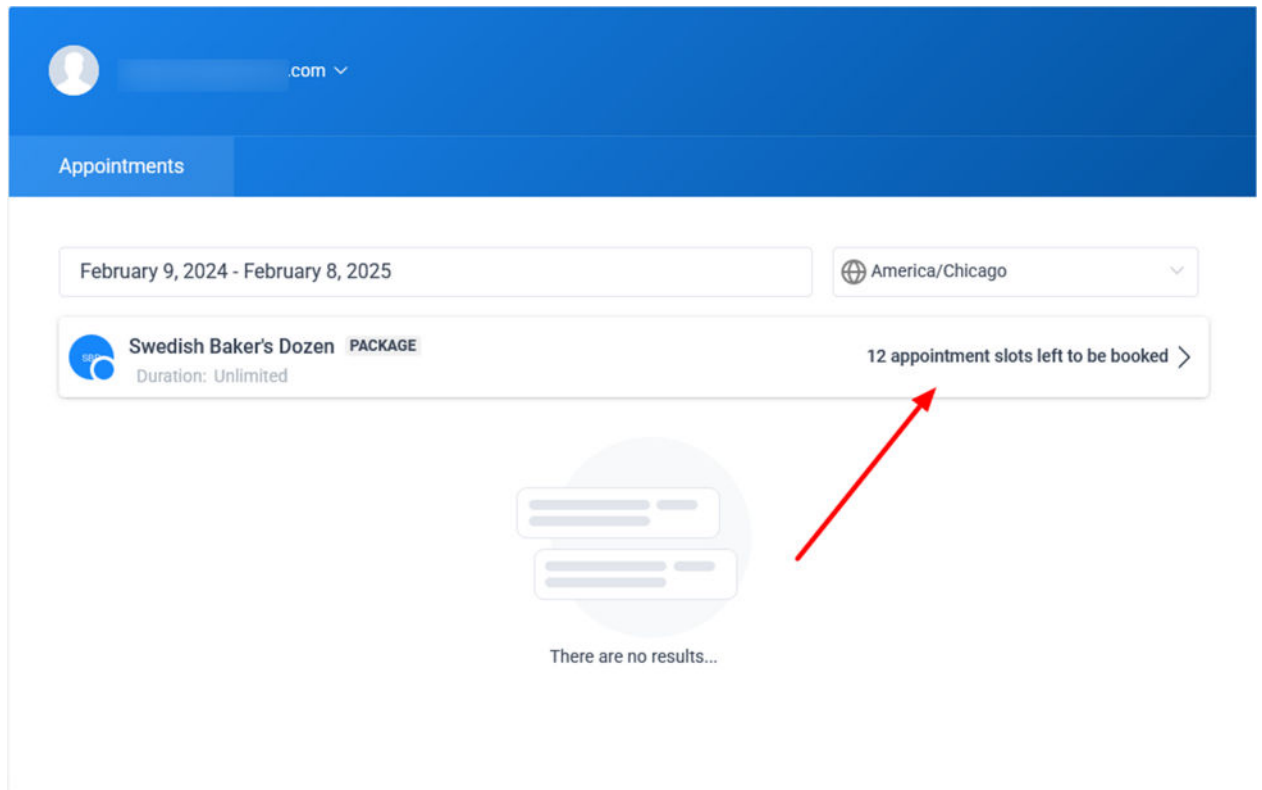 .com
Appointments
February 9, 2024 - February 8, 2025
America/Chicago
Swedish Baker's Dozen PACKAGE
12 appointment slots left to be booked
Duration: Unlimited
There are no results...